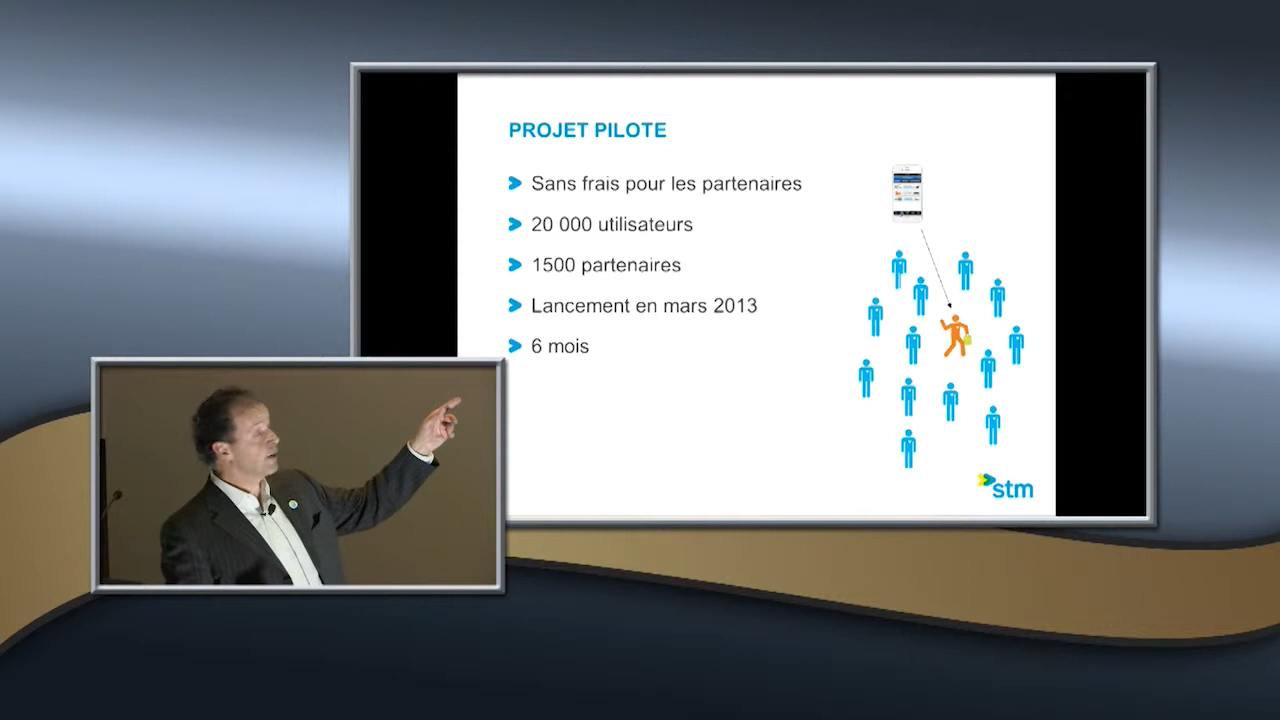 PROJET PILOTE
Sans frais pour les partenaires
20 000 utilisateurs
1500 partenaires
Lancement en mars 2013
6 mois
stm